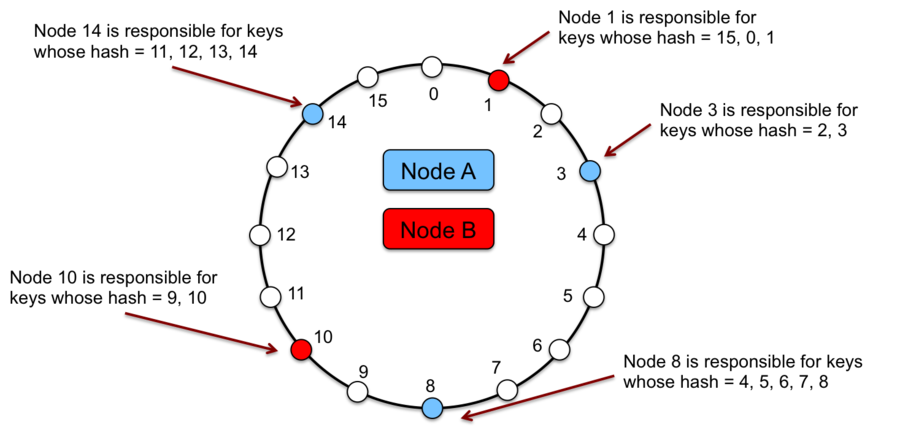 Node 14 is responsible for keys
whose hash = 11, 12, 13, 14
Node 1 is responsible for
keys whose hash = 15, 0, 1
Node 3 is responsible for
keys whose hash = 2, 3
Node 10 is responsible for
keys whose hash = 9, 10
Node 8 is responsible for keys
whose hash = 4, 5, 6, 7, 8
Node A
Node B
0
1
2
3
4
5
6
7
8
9
10
11
12
13
14
15